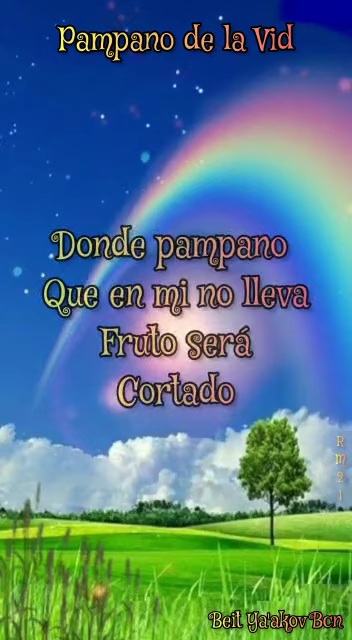 Pampano de la Vid
Donde pampano
Que en mi no lleva
Fruto será
Cortado
R
M
2
1
Beit Ya'akov Bcn